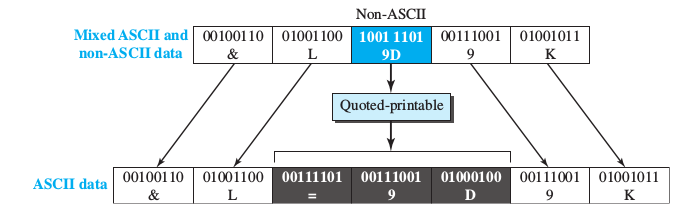 Non-ASCII
Mixed ASCII and non-ASCII data
00100110 01001100 1001 1101 00111001 01001011
& L 9D 9 K
Quoted-printable
ASCII data
00100110 01001100 00111101 00111001 01000100 00111001 01001011
& L = 9 D 9 K